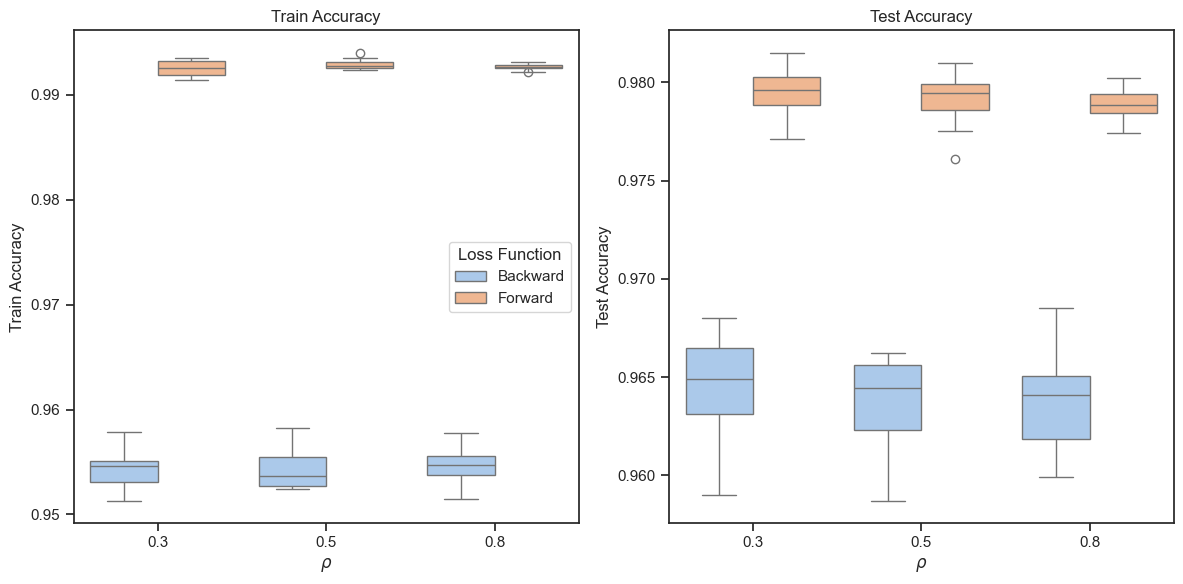 Train Accuracy
Train Accuracy
0.99
0.98
0.97
0.96
0.95
0.3
0.5
0.8
ρ
Loss Function
Backward
Forward
Test Accuracy
Test Accuracy
0.980
0.975
0.970
0.965
0.960
0.3
0.5
0.8
ρ